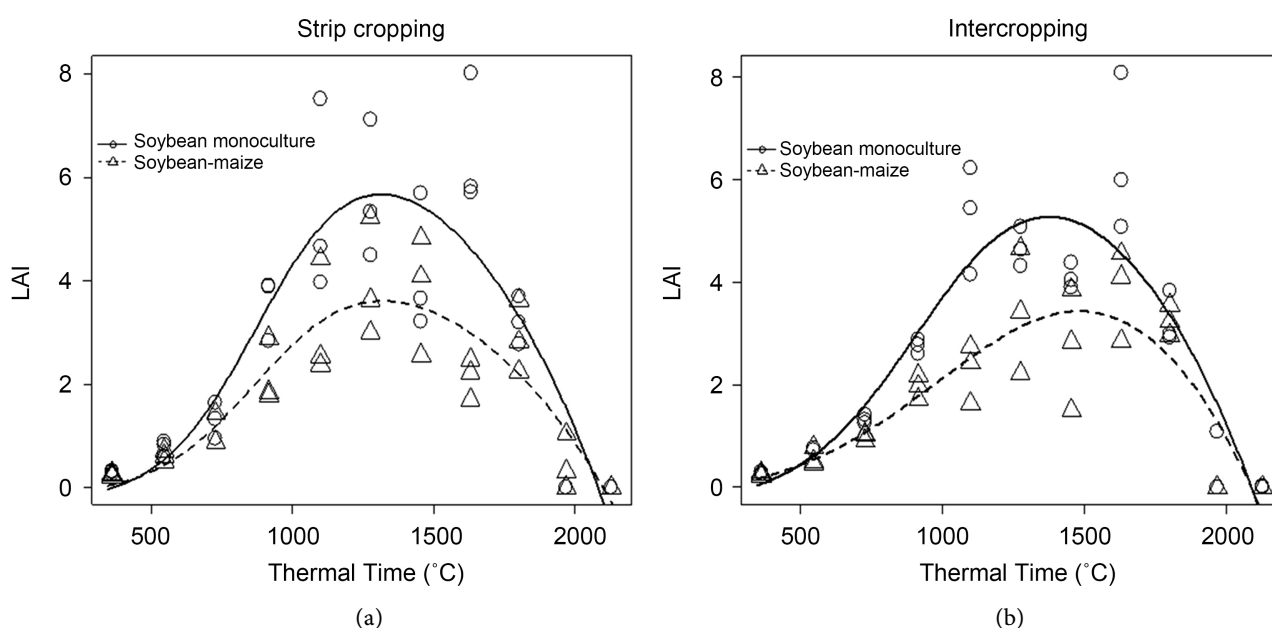 Strip cropping
8
6
4
2
0
LAI
Soybean monoculture
Soybean-maize
500 1000 1500 2000
Thermal Time (˚C)
(a)
Intercropping
8
6
4
2
0
LAI
Soybean monoculture
Soybean-maize
500 1000 1500 2000
Thermal Time (˚C)
(b)